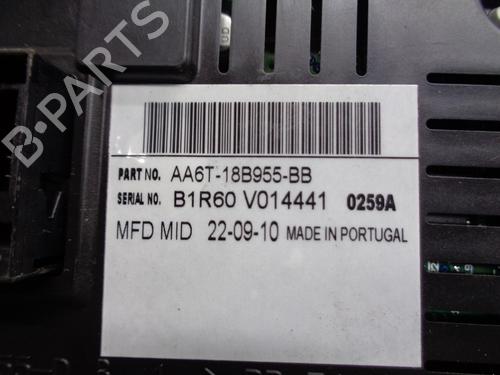 B-PARTS
PART NO. AA6T-18B955-BB
SERIAL NO. B1R60 V014441 0259A
MFD MID 22-09-10 MADE IN PORTUGAL